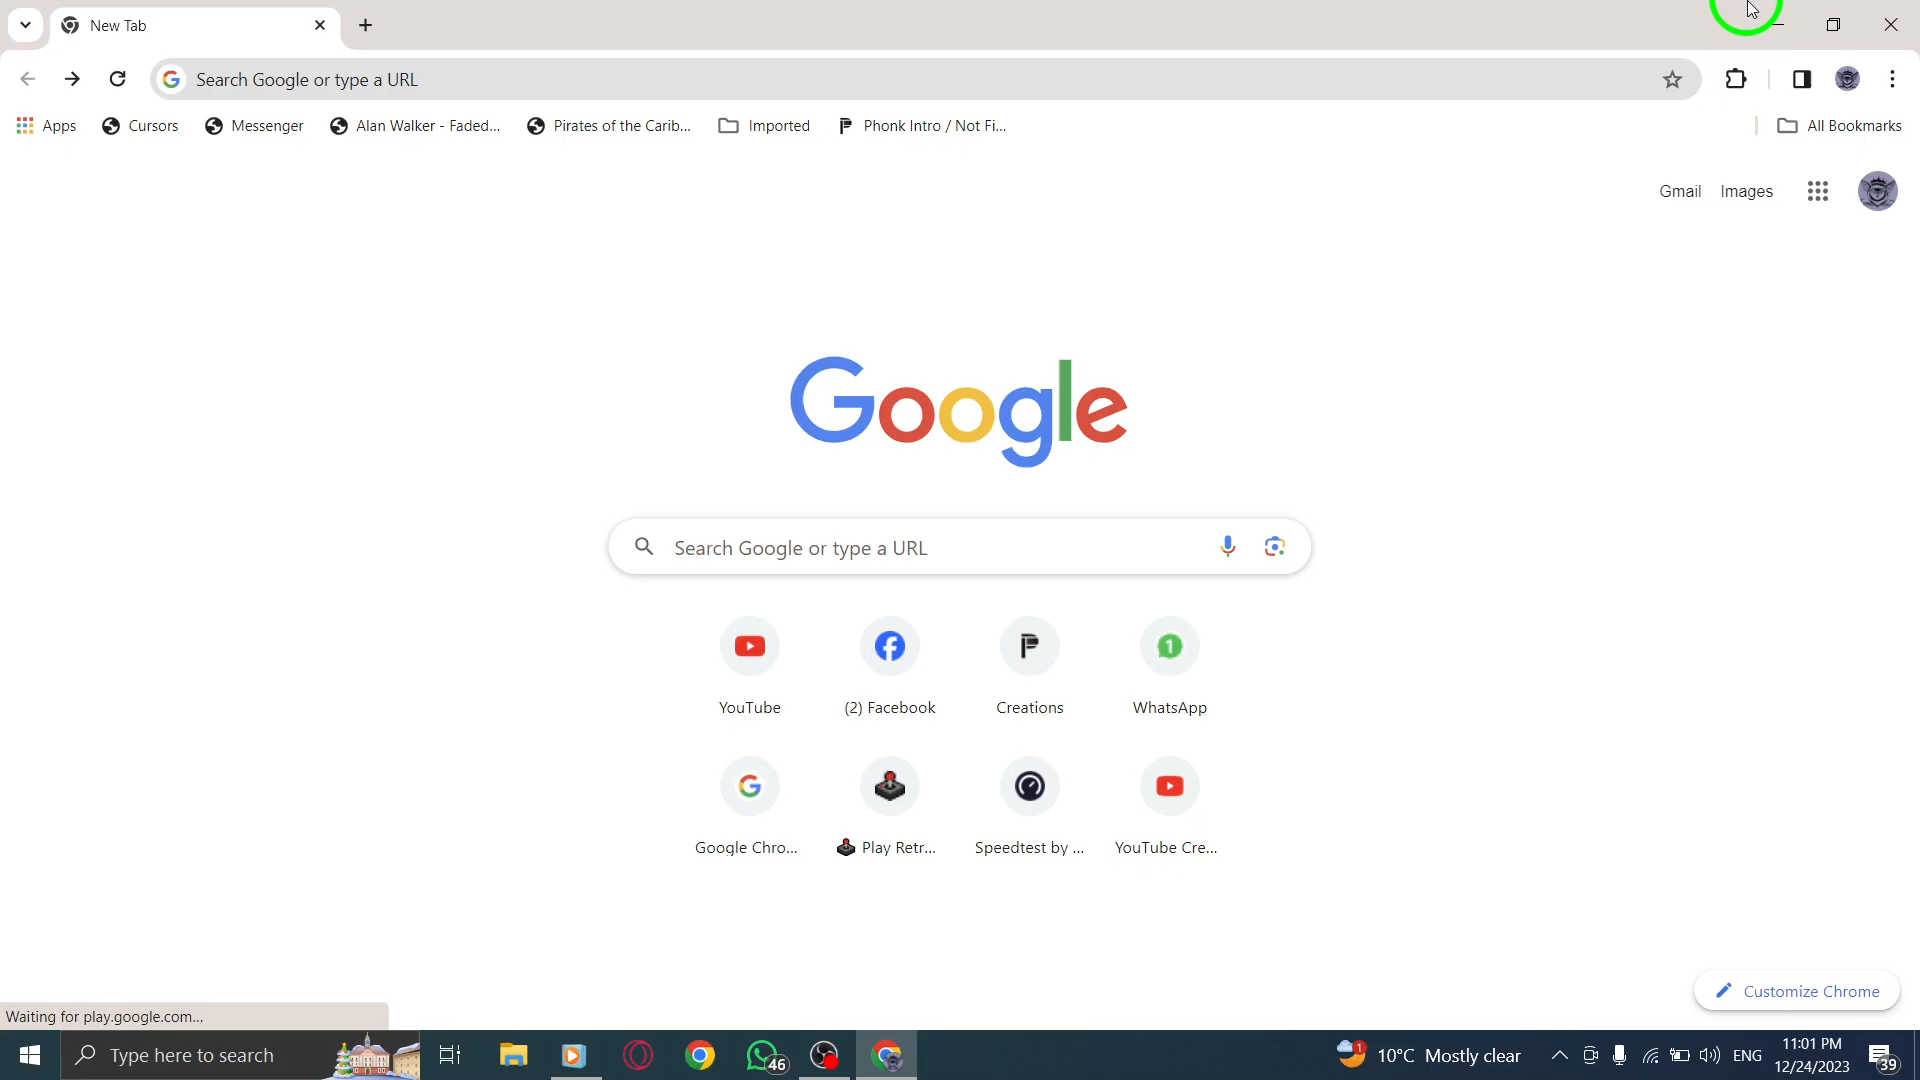 New Tab
Search Google or type a URL
Apps
Cursors
Messenger
Alan Walker - Faded...
Pirates of the Carib...
Imported
Phonk Intro / Not Fi...
All Bookmarks
Gmail
Images
Google
Search Google or type a URL
YouTube
(2) Facebook
Creations
WhatsApp
Google Chro...
Play Retr...
Speedtest by ...
YouTube Cre...
Customize Chrome
Waiting for play.google.com...
Type here to search
46
1
10°C Mostly clear
ENG
11:01 PM
12/24/2023
39